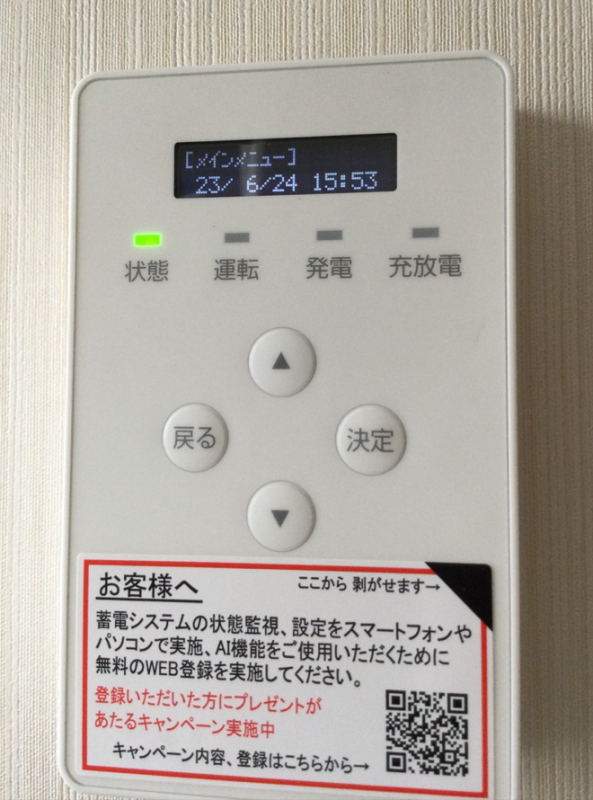 [メインメニュー]
23/ 6/24 15:53
状態 運転 発電 充放電
▲
戻る 決定
▼
お客様へ ここから 剥がせます→
蓄電システムの状態監視、設定をスマートフォンや
パソコンで実施、AI機能をご使用いただくために
無料のWEB登録を実施してください。
登録いただいた方にプレゼントが
あたるキャンペーン実施中
キャンペーン内容、登録はこちらから→